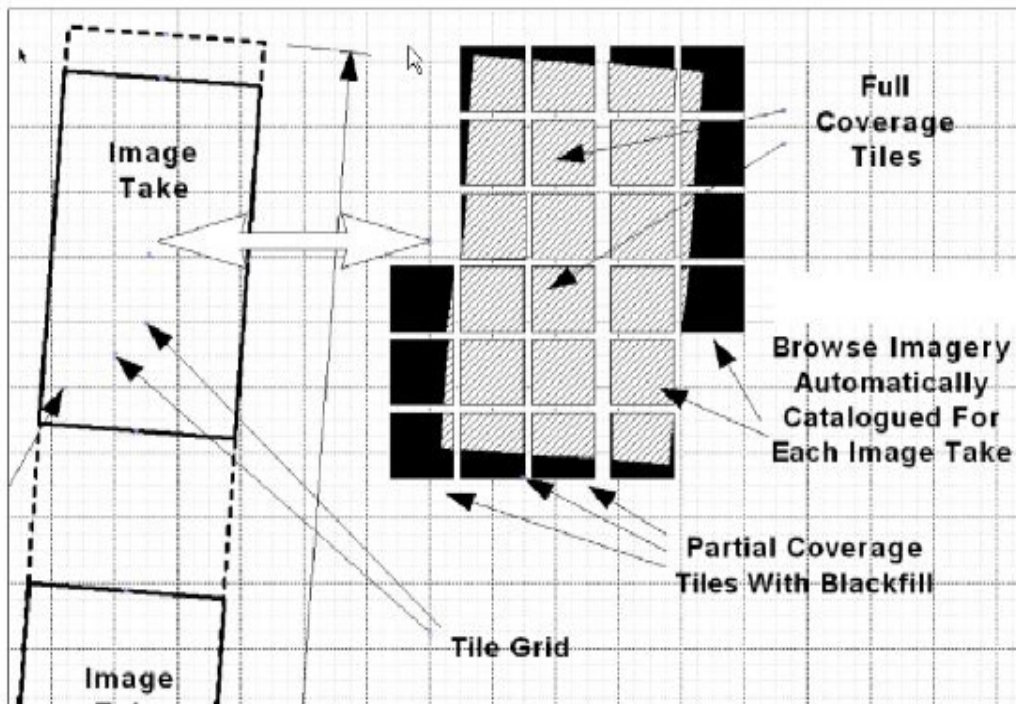 Image
Take
Full
Coverage
Tiles
Browse Imagery
Automatically
Catalogued For
Each Image Take
Partial Coverage
Tiles With Blackfill
Tile Grid
Image